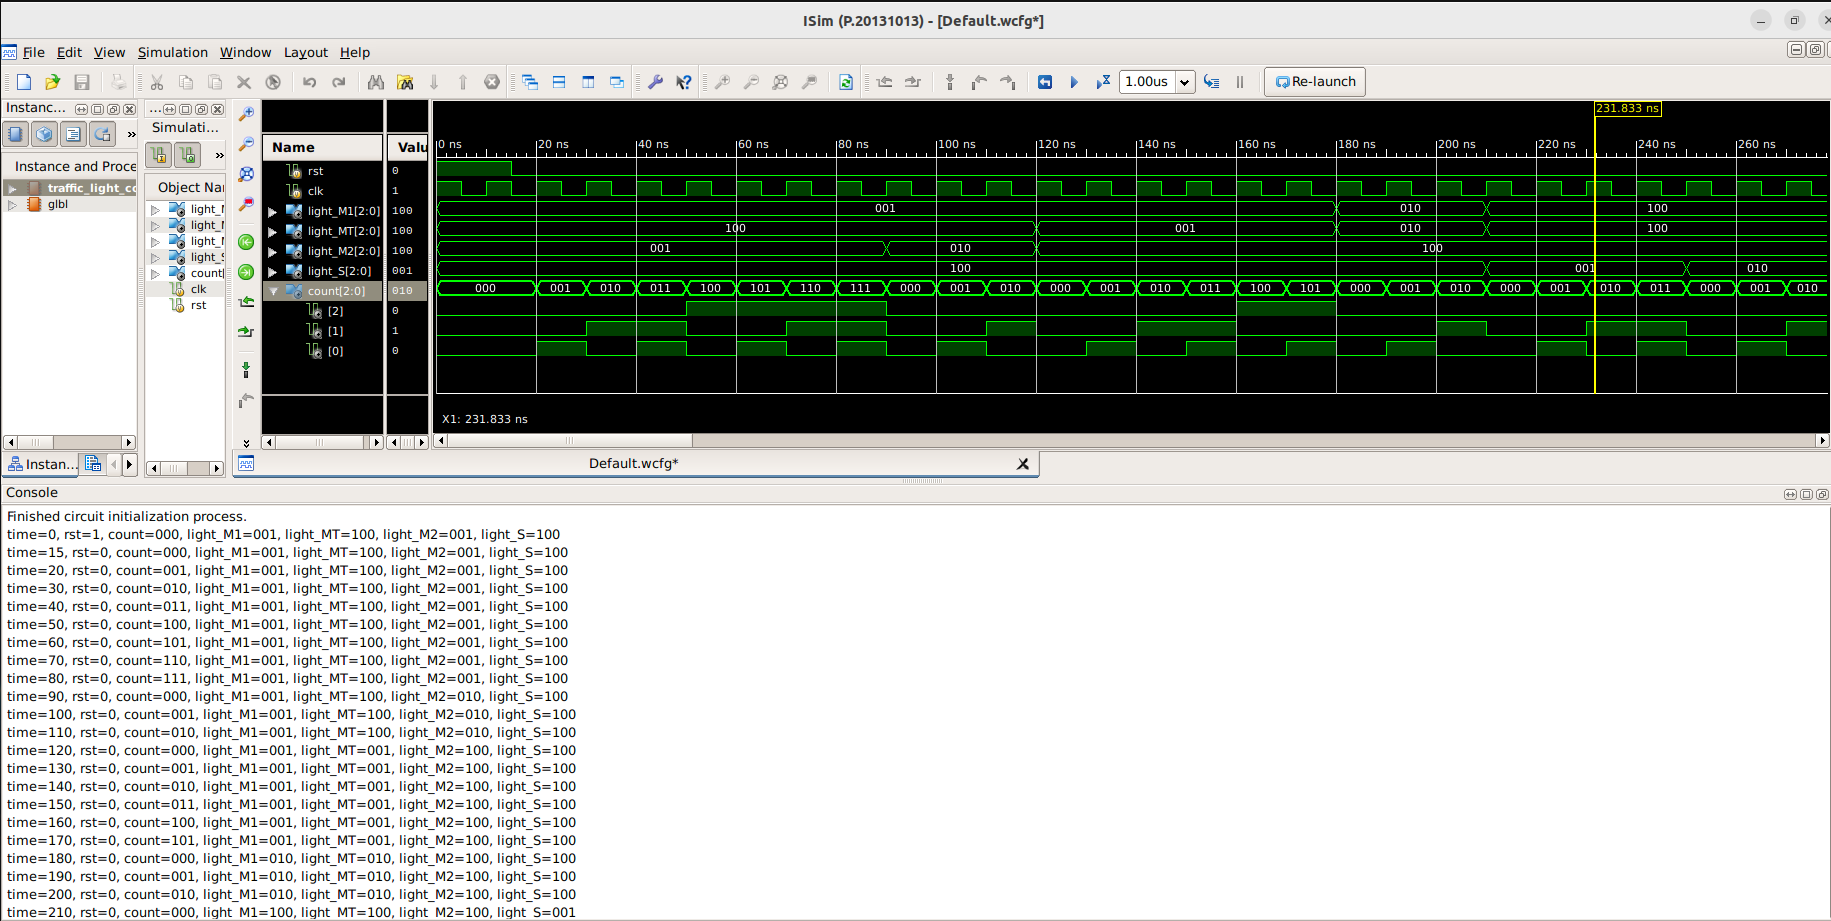 ISim (P.20131013) - [Default.wcfg*]
File Edit View Simulation Window Layout Help
1.00us
Re-launch
Instanc...
...
Simulati...
Instance and Proce
Object Nar
traffic_light_cc
glbl
light_M
light_M
light_M
light_S
count[
clk
rst
Name Valu
rst 0
clk 1
light_M1[2:0] 100
light_MT[2:0] 100
light_M2[2:0] 100
light_S[2:0] 001
count[2:0] 010
[2] 0
[1] 1
[0] 0
231.833 ns
0 ns 20 ns 40 ns 60 ns 80 ns 100 ns 120 ns 140 ns 160 ns 180 ns 200 ns 220 ns 240 ns 260 ns
001 010 100
100 001 010 100
001 010 100
100 001 010
000 001 010 011 100 101 110 111 000 001 010 000 001 010 011 100 101 000 001 010 000 001 010 011 000 001 010
X1: 231.833 ns
Instan...
Default.wcfg*
Console
Finished circuit initialization process.
time=0, rst=1, count=000, light_M1=001, light_MT=100, light_M2=001, light_S=100
time=15, rst=0, count=000, light_M1=001, light_MT=100, light_M2=001, light_S=100
time=20, rst=0, count=001, light_M1=001, light_MT=100, light_M2=001, light_S=100
time=30, rst=0, count=010, light_M1=001, light_MT=100, light_M2=001, light_S=100
time=40, rst=0, count=011, light_M1=001, light_MT=100, light_M2=001, light_S=100
time=50, rst=0, count=100, light_M1=001, light_MT=100, light_M2=001, light_S=100
time=60, rst=0, count=101, light_M1=001, light_MT=100, light_M2=001, light_S=100
time=70, rst=0, count=110, light_M1=001, light_MT=100, light_M2=001, light_S=100
time=80, rst=0, count=111, light_M1=001, light_MT=100, light_M2=001, light_S=100
time=90, rst=0, count=000, light_M1=001, light_MT=100, light_M2=010, light_S=100
time=100, rst=0, count=001, light_M1=001, light_MT=100, light_M2=010, light_S=100
time=110, rst=0, count=010, light_M1=001, light_MT=100, light_M2=010, light_S=100
time=120, rst=0, count=000, light_M1=001, light_MT=001, light_M2=100, light_S=100
time=130, rst=0, count=001, light_M1=001, light_MT=001, light_M2=100, light_S=100
time=140, rst=0, count=010, light_M1=001, light_MT=001, light_M2=100, light_S=100
time=150, rst=0, count=011, light_M1=001, light_MT=001, light_M2=100, light_S=100
time=160, rst=0, count=100, light_M1=001, light_MT=001, light_M2=100, light_S=100
time=170, rst=0, count=101, light_M1=001, light_MT=001, light_M2=100, light_S=100
time=180, rst=0, count=000, light_M1=010, light_MT=010, light_M2=100, light_S=100
time=190, rst=0, count=001, light_M1=010, light_MT=010, light_M2=100, light_S=100
time=200, rst=0, count=010, light_M1=010, light_MT=010, light_M2=100, light_S=100
time=210, rst=0, count=000, light_M1=100, light_MT=100, light_M2=100, light_S=001